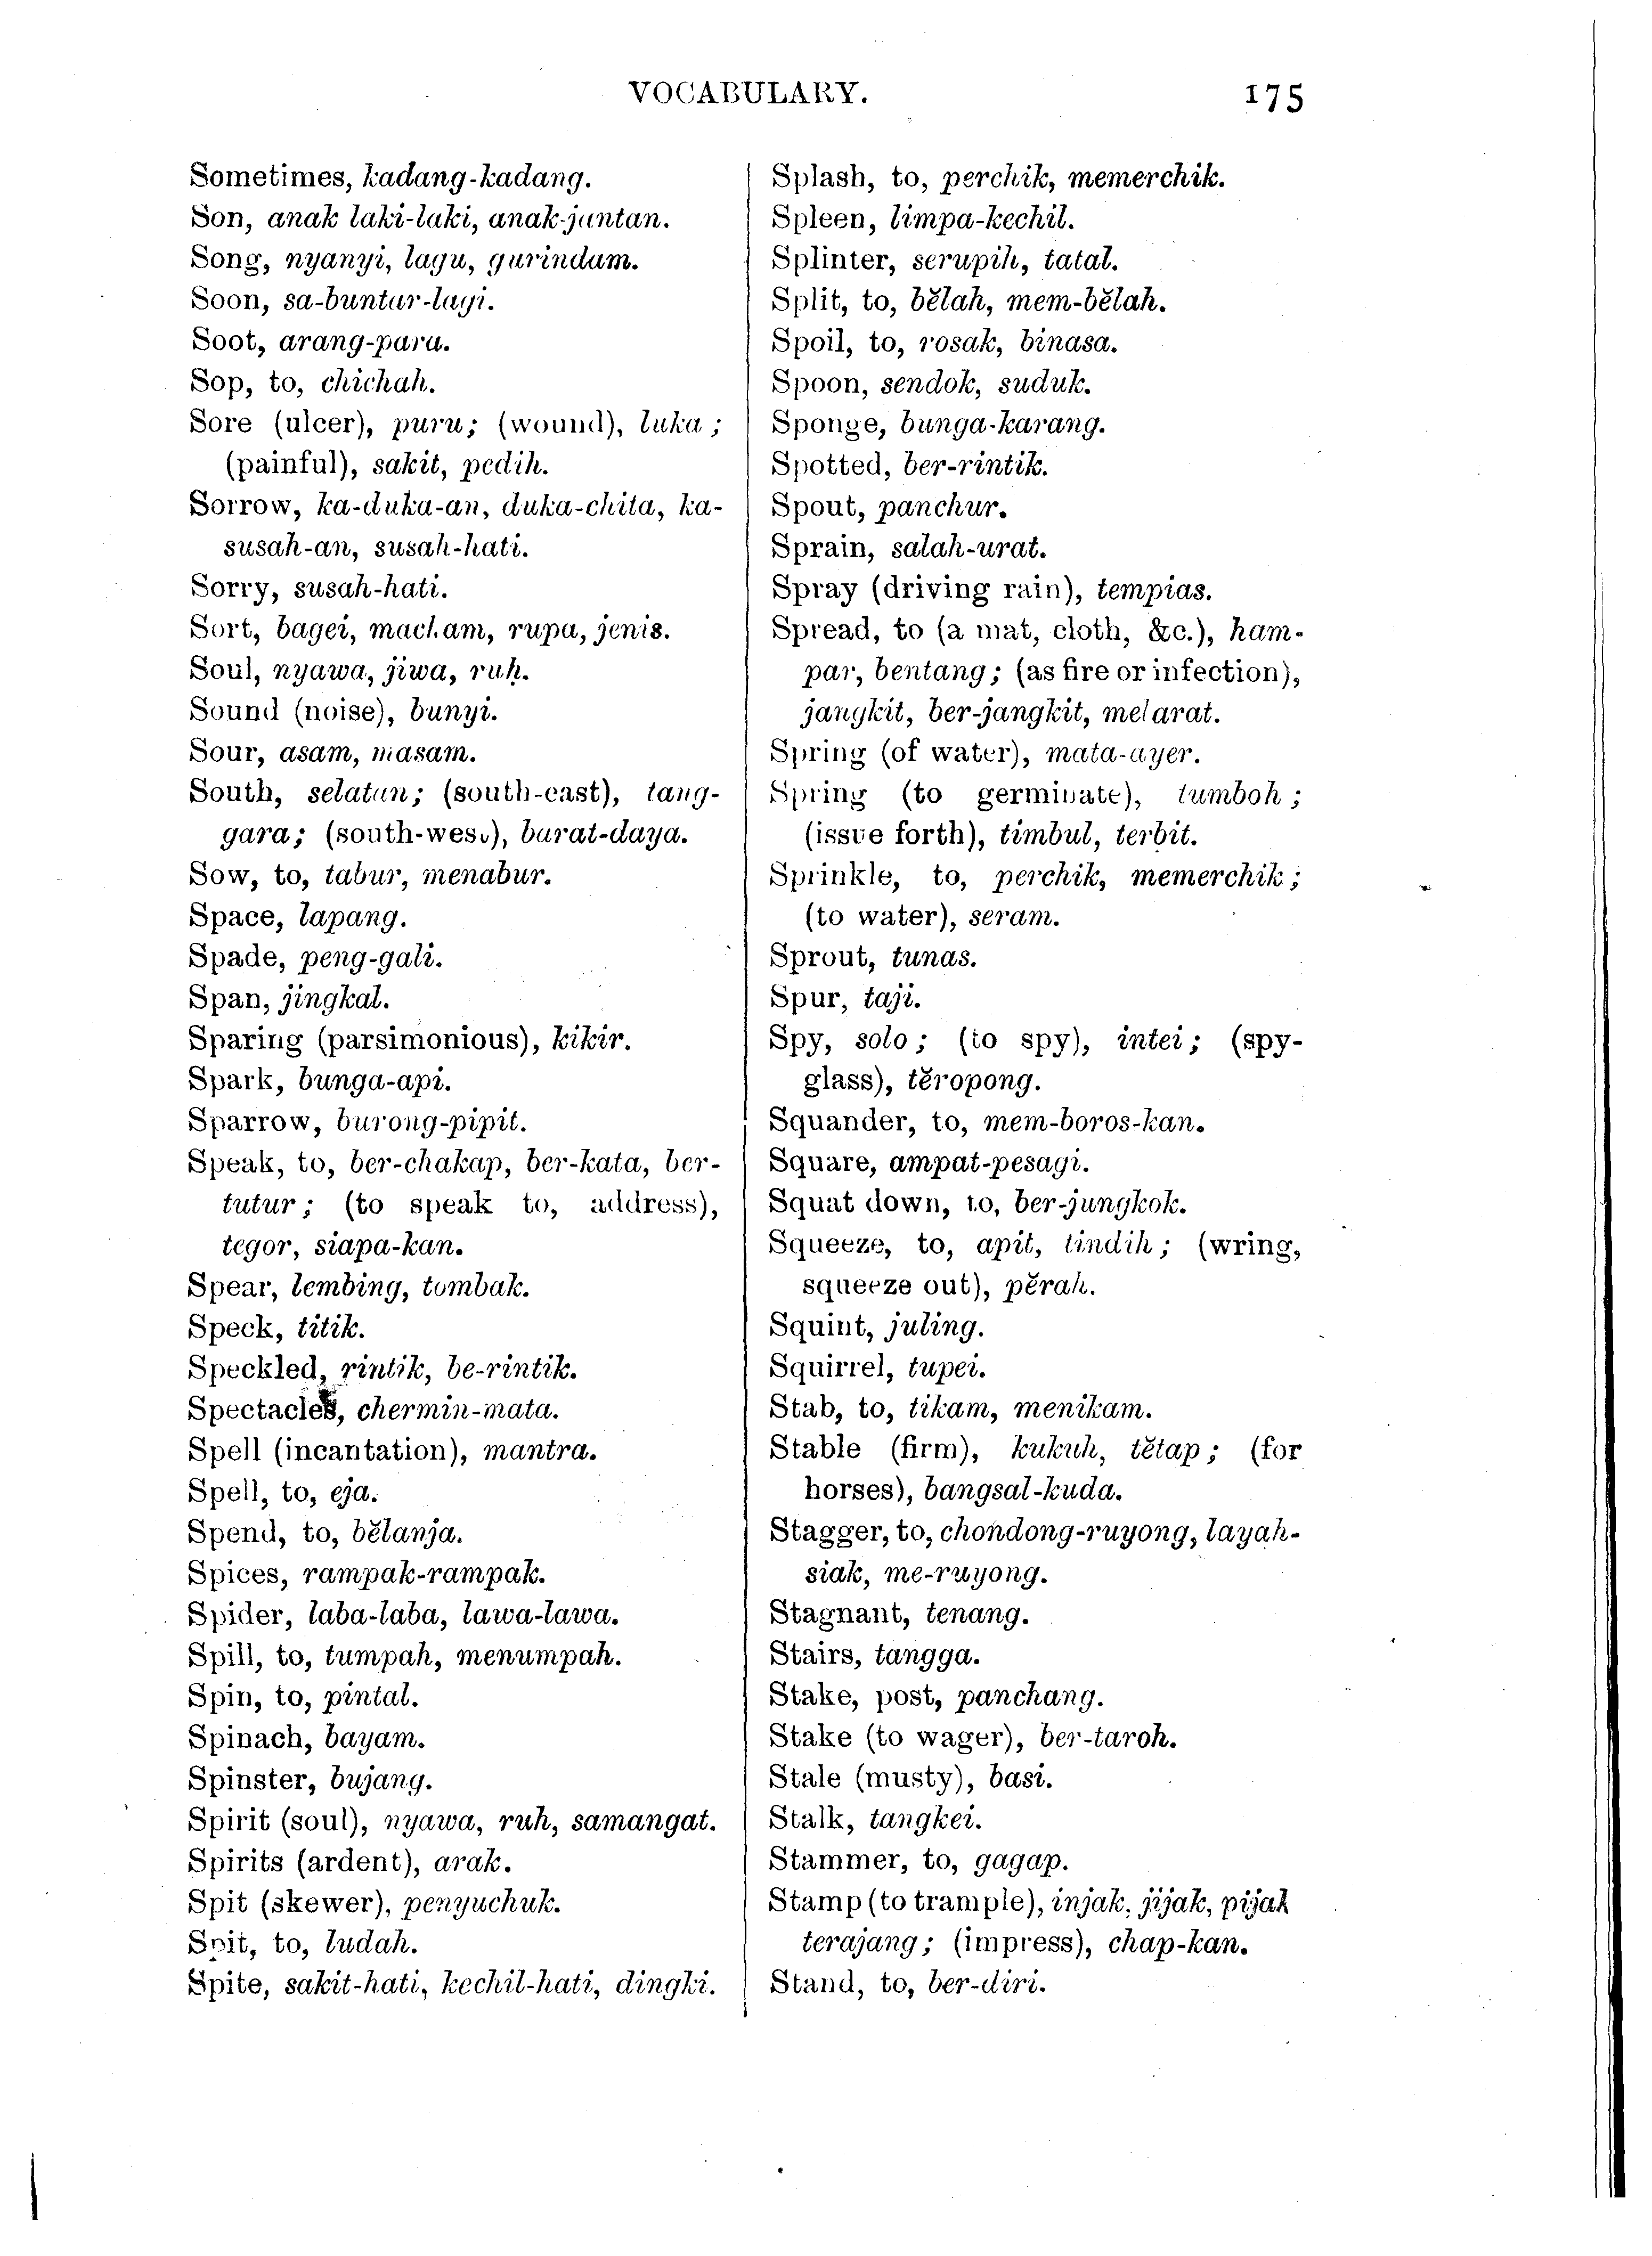 VOCABULARY. 175
Sometimes, kadang-kadang.
Son, anak laki-laki, anak-jantan.
Song, nyanyi, lagu, gurindam.
Soon, sa-buntar-lagi.
Soot, arang-para.
Sop, to, chichah.
Sore (ulcer), puru; (wound), luka;
(painful), sakit, pedih.
Sorrow, ka-duka-an, duka-chita, ka-
susah-an, susah-hati.
Sorry, susah-hati.
Sort, bagei, macham, rupa, jenis.
Soul, nyawa, jiwa, ruḥ.
Sound (noise), bunyi.
Sour, asam, masam.
South, selatan; (south-east), tang-
gara; (south-west), barat-daya.
Sow, to, tabur, menabur.
Space, lapang.
Spade, peng-gali.
Span, jingkal.
Sparing (parsimonious), kikir.
Spark, bunga-api.
Sparrow, burong-pipit.
Speak, to, ber-chakap, ber-kata, ber-
tutur; (to speak to, address),
tegor, siapa-kan.
Spear, lembing, tombak.
Speck, titik.
Speckled, rintik, be-rintik.
Spectacles, chermin-mata.
Spell (incantation), mantra.
Spell, to, eja.
Spend, to, bĕlanja.
Spices, rampak-rampak.
Spider, laba-laba, lawa-lawa.
Spill, to, tumpah, menumpah.
Spin, to, pintal.
Spinach, bayam.
Spinster, bujang.
Spirit (soul), nyawa, ruh, samangat.
Spirits (ardent), arak.
Spit (skewer), penyuchuk.
Spit, to, ludah.
Spite, sakit-hati, kechil-hati, dingki.
Splash, to, perchik, memerchik.
Spleen, limpa-kechil.
Splinter, serupih, tatal.
Split, to, bĕlah, mem-bĕlah.
Spoil, to, rosak, binasa.
Spoon, sendok, suduk.
Sponge, bunga-karang.
Spotted, ber-rintik.
Spout, panchur.
Sprain, salah-urat.
Spray (driving rain), tempias.
Spread, to (a mat, cloth, &c.), ham-
par, bentang; (as fire or infection),
jangkit, ber-jangkit, melarat.
Spring (of water), mata-ayer.
Spring (to germinate), tumboh;
(issue forth), timbul, terbit.
Sprinkle, to, perchik, memerchik;
(to water), seram.
Sprout, tunas.
Spur, taji.
Spy, solo; (to spy), intei; (spy-
glass), tĕropong.
Squander, to, mem-boros-kan.
Square, ampat-pesagi.
Squat down, to, ber-jungkok.
Squeeze, to, apit, tindih; (wring,
squeeze out), pĕrah.
Squint, juling.
Squirrel, tupei.
Stab, to, tikam, menikam.
Stable (firm), kukuh, tĕtap; (for
horses), bangsal-kuda.
Stagger, to, chondong-ruyong, layah-
siak, me-ruyong.
Stagnant, tenang.
Stairs, tangga.
Stake, post, panchang.
Stake (to wager), ber-taroh.
Stale (musty), basi.
Stalk, tangkei.
Stammer, to, gagap.
Stamp (to trample), injak, jijak, pijak
terajang; (impress), chap-kan.
Stand, to, ber-diri.